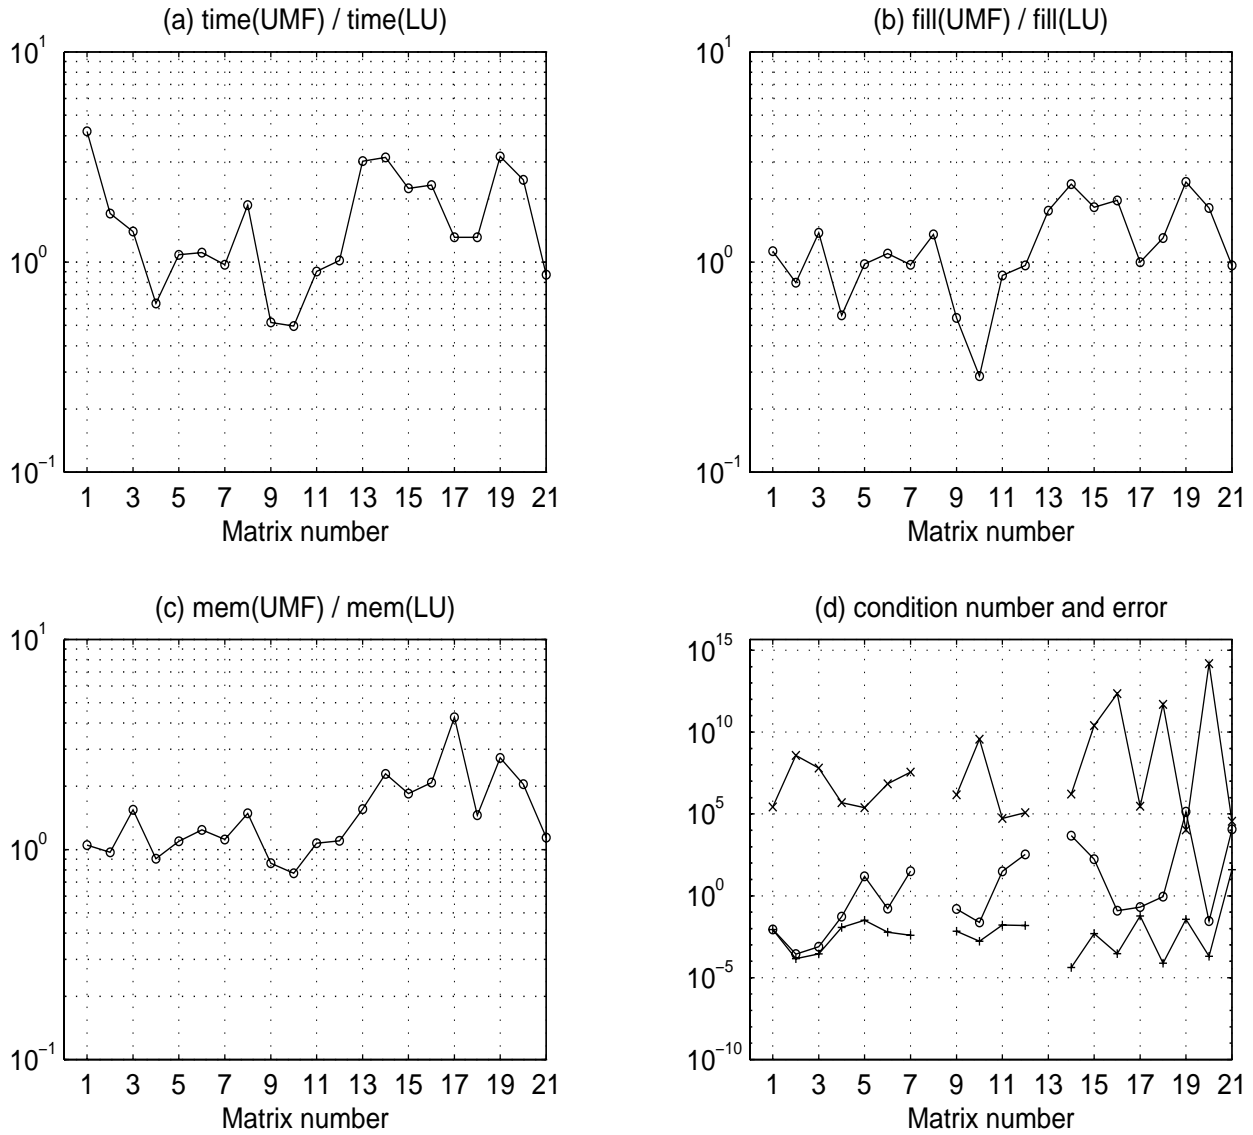 (a) time(UMF) / time(LU)
10^1
10^0
10^-1
1 3 5 7 9 11 13 15 17 19 21
Matrix number
(b) fill(UMF) / fill(LU)
10^1
10^0
10^-1
1 3 5 7 9 11 13 15 17 19 21
Matrix number
(c) mem(UMF) / mem(LU)
10^1
10^0
10^-1
1 3 5 7 9 11 13 15 17 19 21
Matrix number
(d) condition number and error
10^15
10^10
10^5
10^0
10^-5
10^-10
1 3 5 7 9 11 13 15 17 19 21
Matrix number